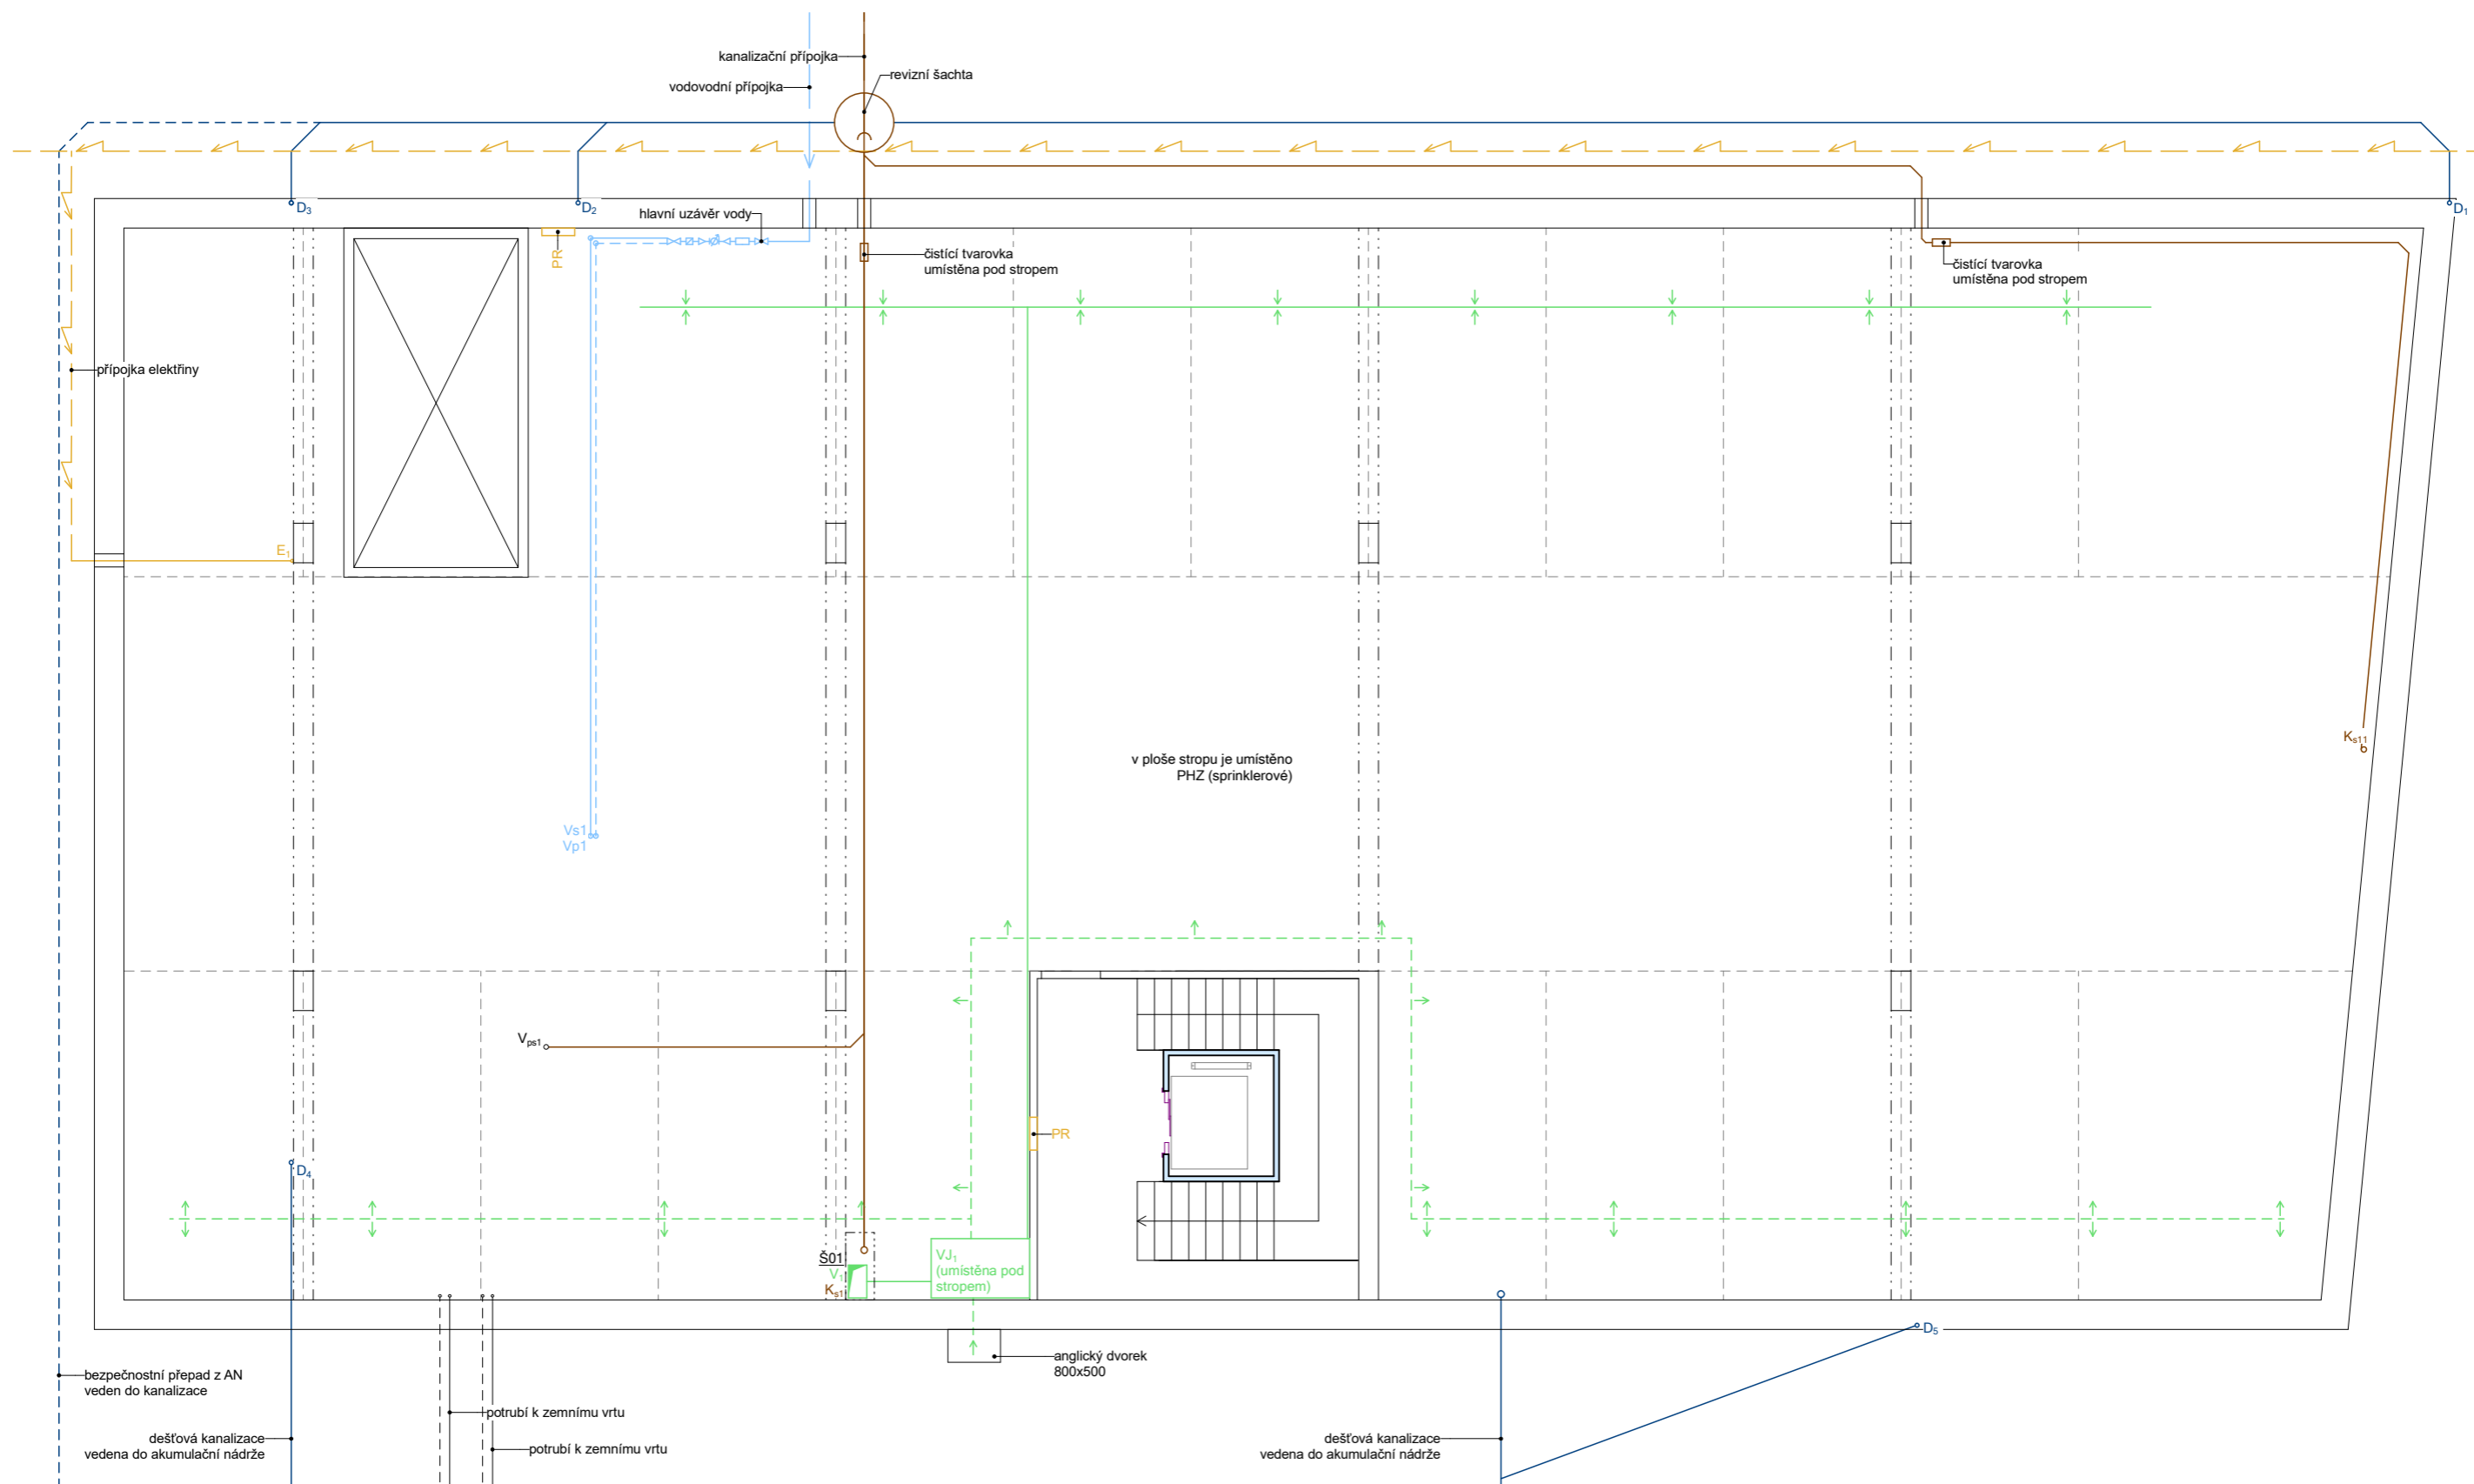 kanalizační přípojka
revizní šachta
vodovodní přípojka
D3
D2
D1
hlavní uzávěr vody
PR
čistící tvarovka
umístěna pod stropem
čistící tvarovka
umístěna pod stropem
přípojka elektřiny
E1
v ploše stropu je umístěno
PHZ (sprinklerové)
Ks11
Vs1
Vp1
Vps1
PR
D4
Š01
V1
Ks1
VJ1
(umístěna pod
stropem)
D5
anglický dvorek
800x500
bezpečnostní přepad z AN
veden do kanalizace
potrubí k zemnímu vrtu
dešťová kanalizace
vedena do akumulační nádrže
potrubí k zemnímu vrtu
dešťová kanalizace
vedena do akumulační nádrže